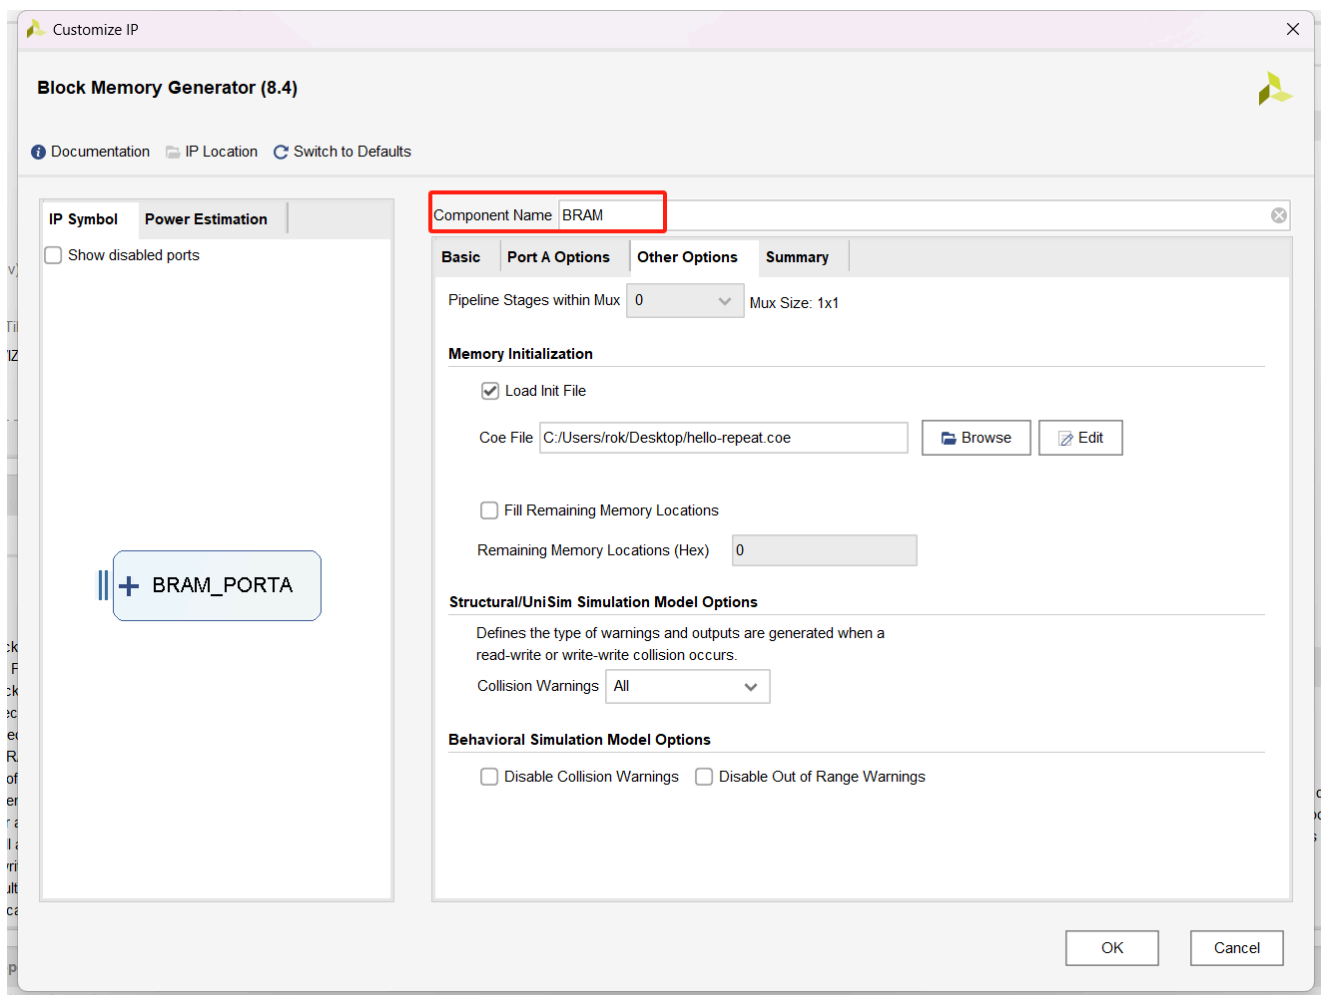 Customize IP
Block Memory Generator (8.4)
Documentation IP Location Switch to Defaults
IP Symbol Power Estimation
Show disabled ports
BRAM_PORTA
Component Name BRAM
Basic Port A Options Other Options Summary
Pipeline Stages within Mux 0 Mux Size: 1x1
Memory Initialization
Load Init File
Coe File C:/Users/rok/Desktop/hello-repeat.coe Browse Edit
Fill Remaining Memory Locations
Remaining Memory Locations (Hex) 0
Structural/UniSim Simulation Model Options
Defines the type of warnings and outputs are generated when a
read-write or write-write collision occurs.
Collision Warnings All
Behavioral Simulation Model Options
Disable Collision Warnings Disable Out of Range Warnings
OK Cancel